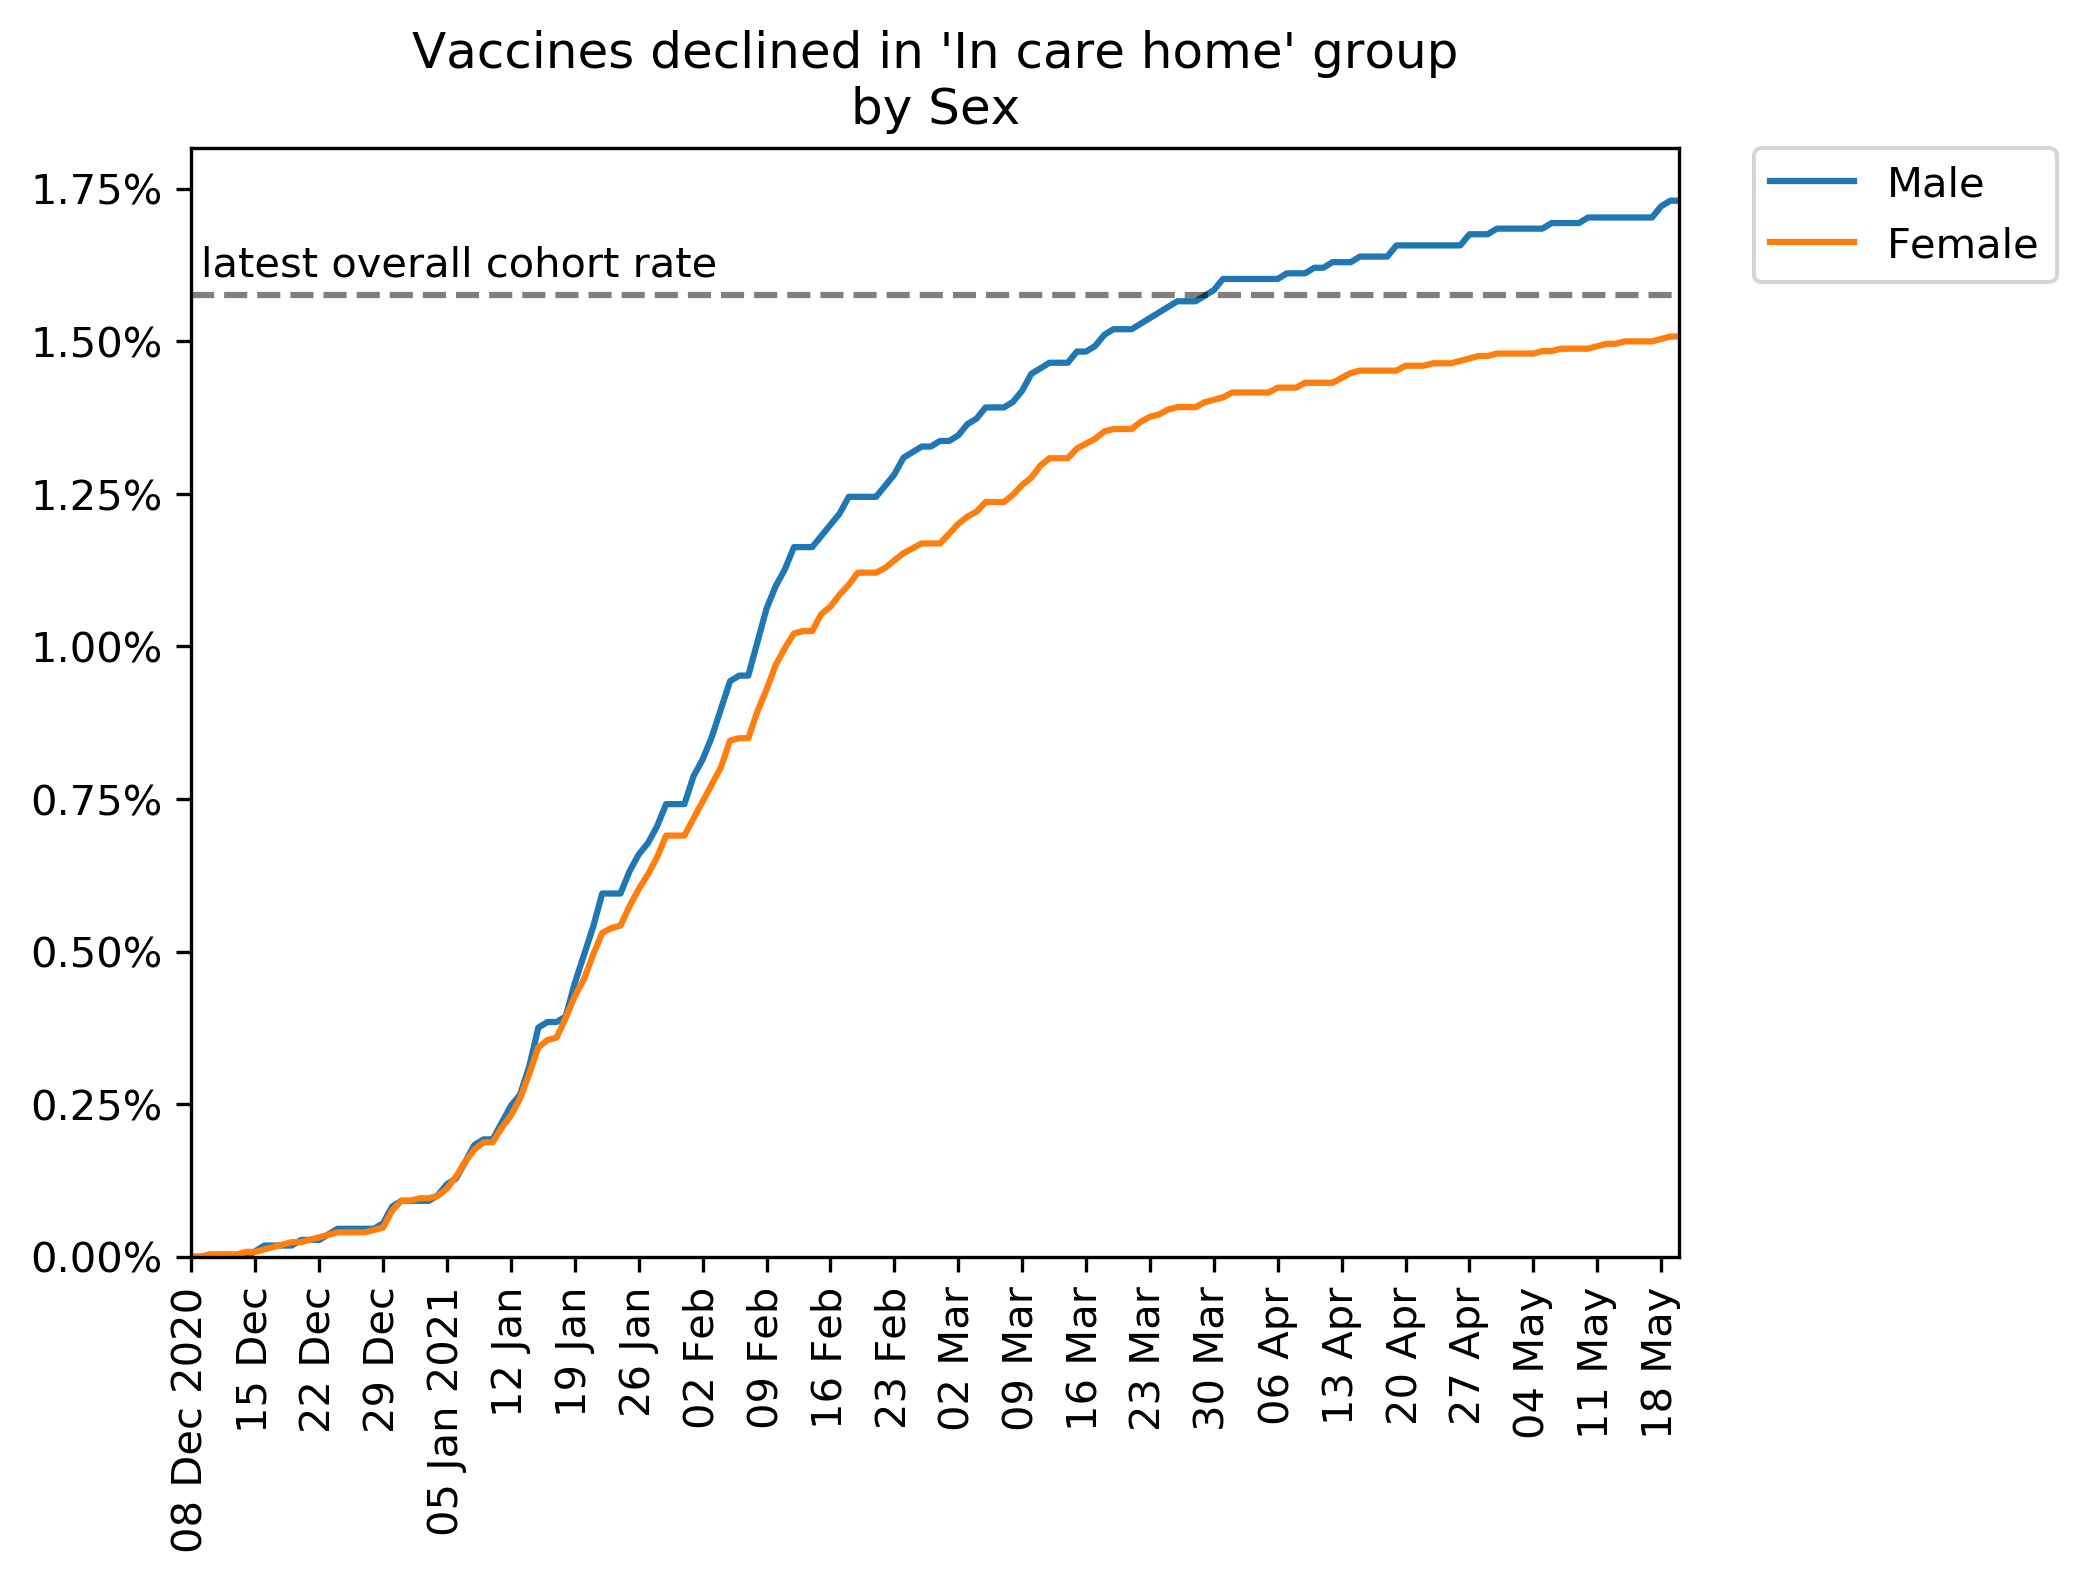 Vaccines declined in 'In care home' group
by Sex
1.75%
1.50%
1.25%
1.00%
0.75%
0.50%
0.25%
0.00%
latest overall cohort rate
Male
Female
08 Dec 2020
15 Dec
22 Dec
29 Dec
05 Jan 2021
12 Jan
19 Jan
26 Jan
02 Feb
09 Feb
16 Feb
23 Feb
02 Mar
09 Mar
16 Mar
23 Mar
30 Mar
06 Apr
13 Apr
20 Apr
27 Apr
04 May
11 May
18 May